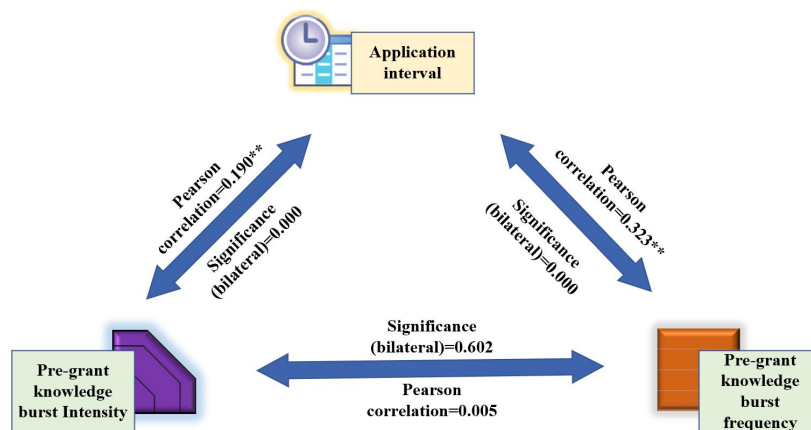 Application
interval
Pearson
correlation=0.190**
Significance
(bilateral)=0.000
Pearson
correlation=0.323**
Significance
(bilateral)=0.000
Significance
(bilateral)=0.602
Pearson
correlation=0.005
Pre-grant
knowledge
burst Intensity
Pre-grant
knowledge
burst
frequency